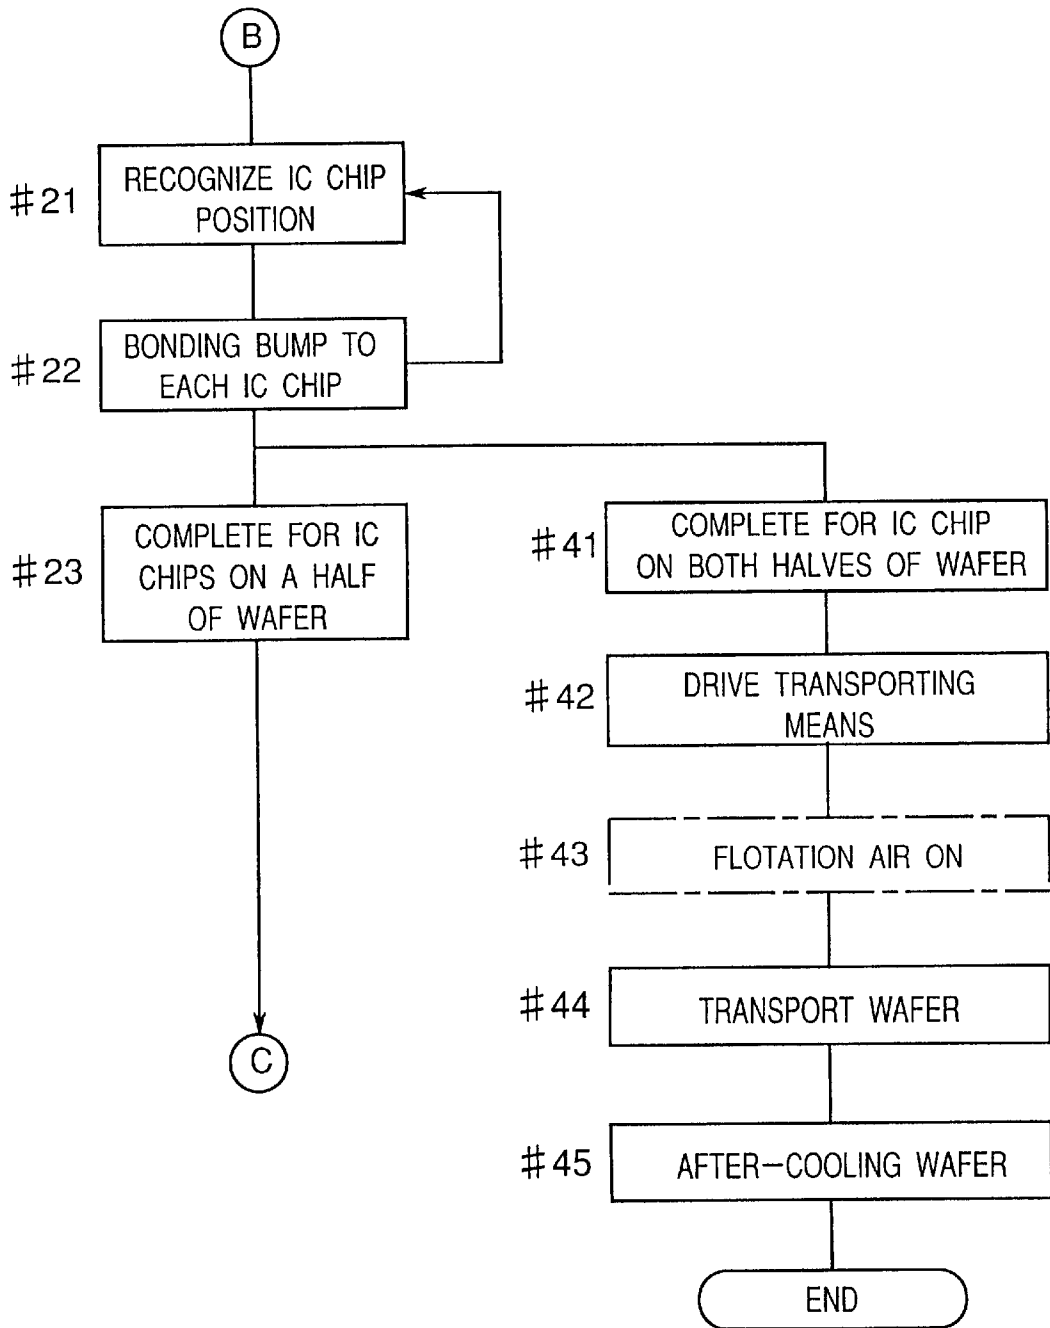 B
#21
RECOGNIZE IC CHIP
POSITION
#22
BONDING BUMP TO
EACH IC CHIP
#23
COMPLETE FOR IC
CHIPS ON A HALF
OF WAFER
C
#41
COMPLETE FOR IC CHIP
ON BOTH HALVES OF WAFER
#42
DRIVE TRANSPORTING
MEANS
#43
FLOTATION AIR ON
#44
TRANSPORT WAFER
#45
AFTER-COOLING WAFER
END